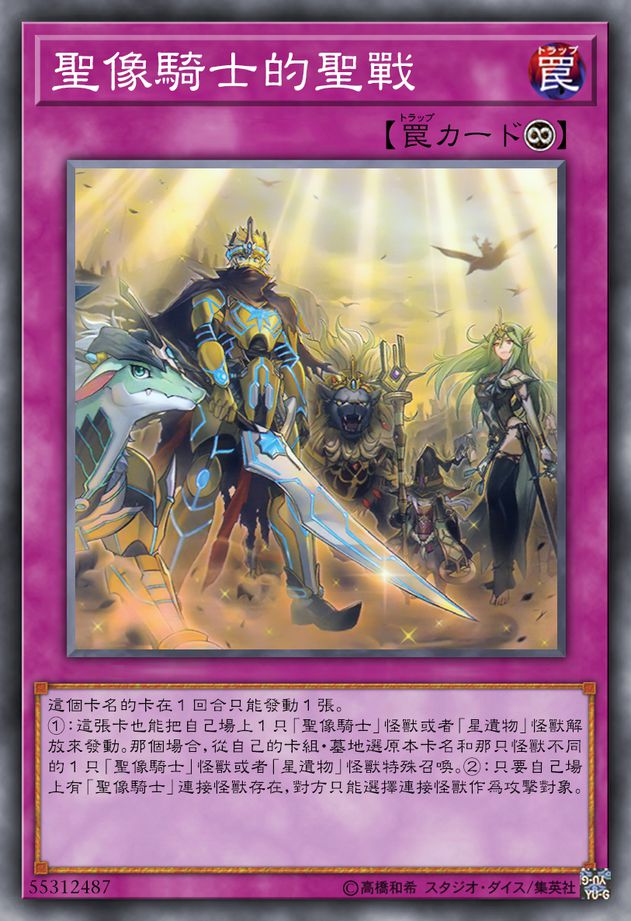 聖像騎士的聖戰
トラップ
罠
トラップ
【罠カード】
這個卡名的卡在1回合只能發動1張。
①:這張卡也能把自己場上1只「聖像騎士」怪獸或者「星遺物」怪獸解
放來發動。那個場合,從自己的卡組·墓地選原本卡名和那只怪獸不同
的1只「聖像騎士」怪獸或者「星遺物」怪獸特殊召喚。②:只要自己場
上有「聖像騎士」連接怪獸存在,對方只能選擇連接怪獸作爲攻擊對象。
55312487
©高橋和希 スタジオ・ダイス/集英社